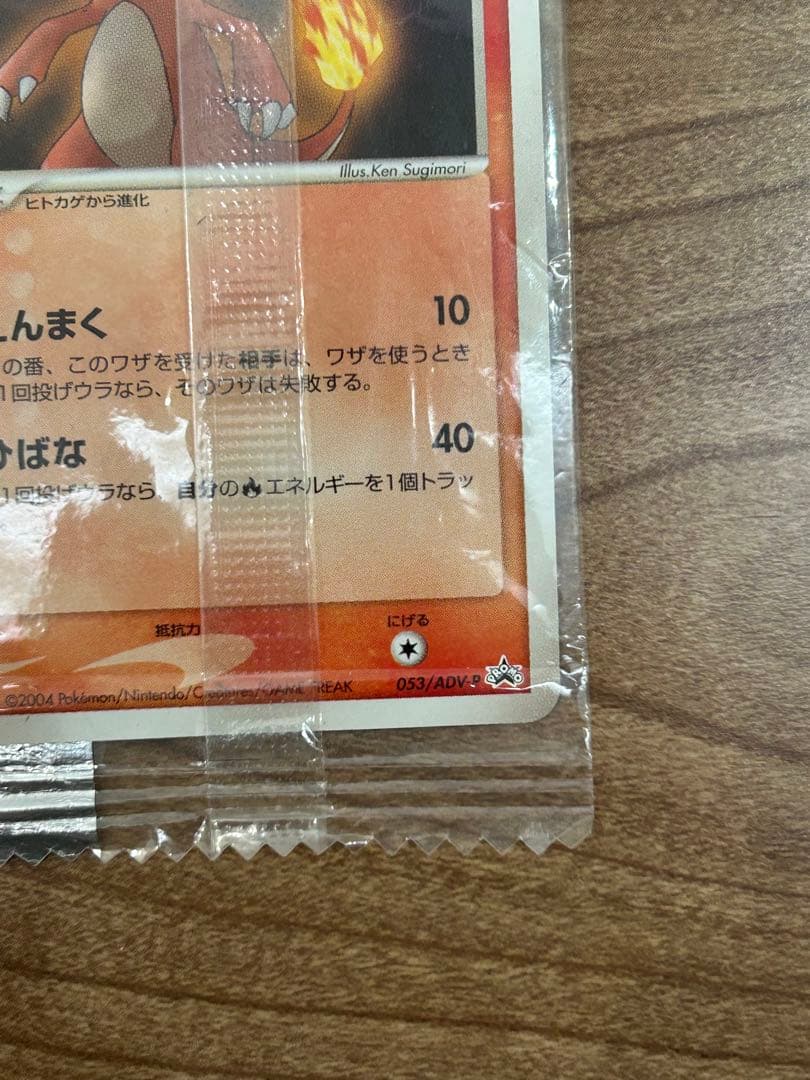 Illus.Ken Sugimori
ヒトカゲから進化
えんまく 10
の番、このワザを受けた相手は、ワザを使うとき
1回投げウラなら、そのワザは失敗する。
ひばな 40
1回投げウラなら、自分のエネルギーを1個トラッ
抵抗力
にげる
©2004 Pokémon/Nintendo/Creatures/GAME FREAK
053/ADV-P
PROMO